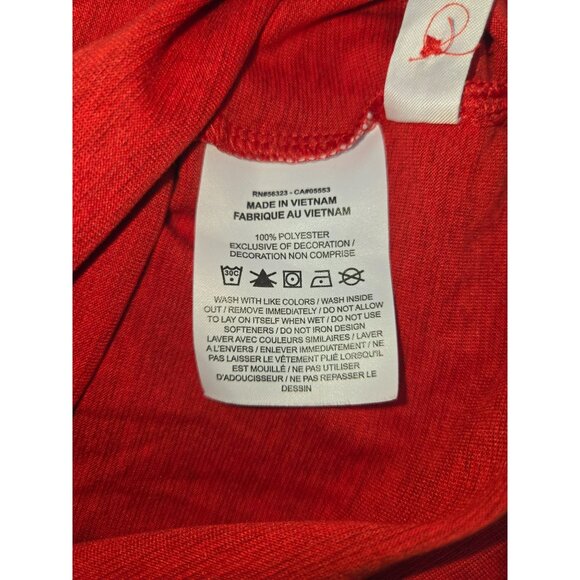 RN#56323 - CA#05553
MADE IN VIETNAM
FABRIQUE AU VIETNAM
100% POLYESTER
EXCLUSIVE OF DECORATION /
DECORATION NON COMPRISE
30C
WASH WITH LIKE COLORS / WASH INSIDE
OUT / REMOVE IMMEDIATELY / DO NOT ALLOW
TO LAY ON ITSELF WHEN WET / DO NOT USE
SOFTENERS / DO NOT IRON DESIGN
LAVER AVEC COULEURS SIMILAIRES / LAVER
A L'ENVERS / ENLEVER IMMEDIATEMENT / NE
PAS LAISSER LE VÊTEMENT PLIÉ LORSQU'IL
EST MOUILLÉ / NE PAS UTILISER
D'ADOUCISSEUR / NE PAS REPASSER LE
DESSIN